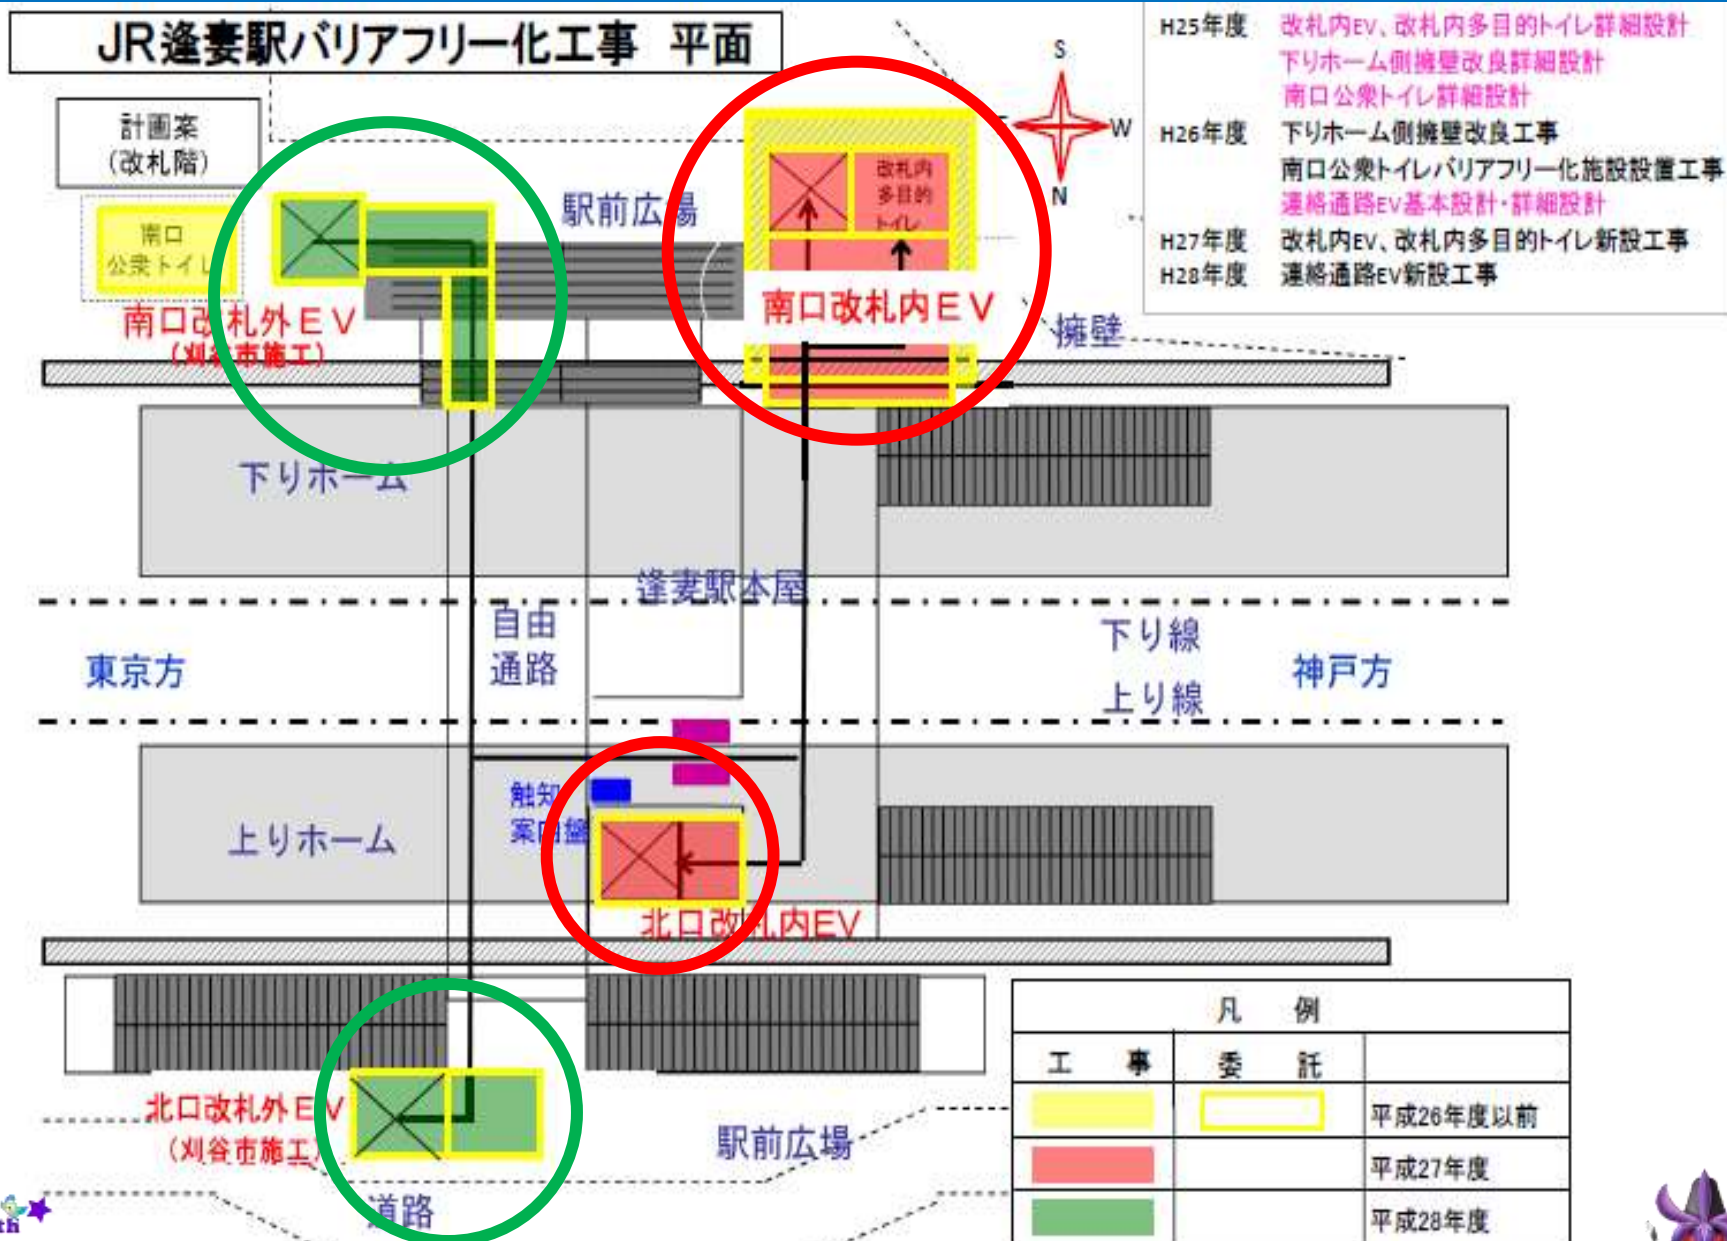 JR逢妻駅バリアフリー化工事 平面
H25年度 改札内EV、改札内多目的トイレ詳細設計
下りホーム側擁壁改良詳細設計
南口公衆トイレ詳細設計
H26年度 下りホーム側擁壁改良工事
南口公衆トイレバリアフリー化施設設置工事
連絡通路EV基本設計・詳細設計
H27年度 改札内EV、改札内多目的トイレ新設工事
H28年度 連絡通路EV新設工事
S
W
N
計画案
(改札階)
南口
公衆トイレ
駅前広場
改札内
多目的
トイレ
南口改札外EV
(刈谷市施工)
南口改札内EV
擁壁
下りホーム
逢妻駅本屋
自由
通路
東京方
下り線
上り線
神戸方
触知
案内盤
上りホーム
北口改札内EV
北口改札外EV
(刈谷市施工)
駅前広場
道路
凡 例
工 事 委 託
平成26年度以前
平成27年度
平成28年度
th